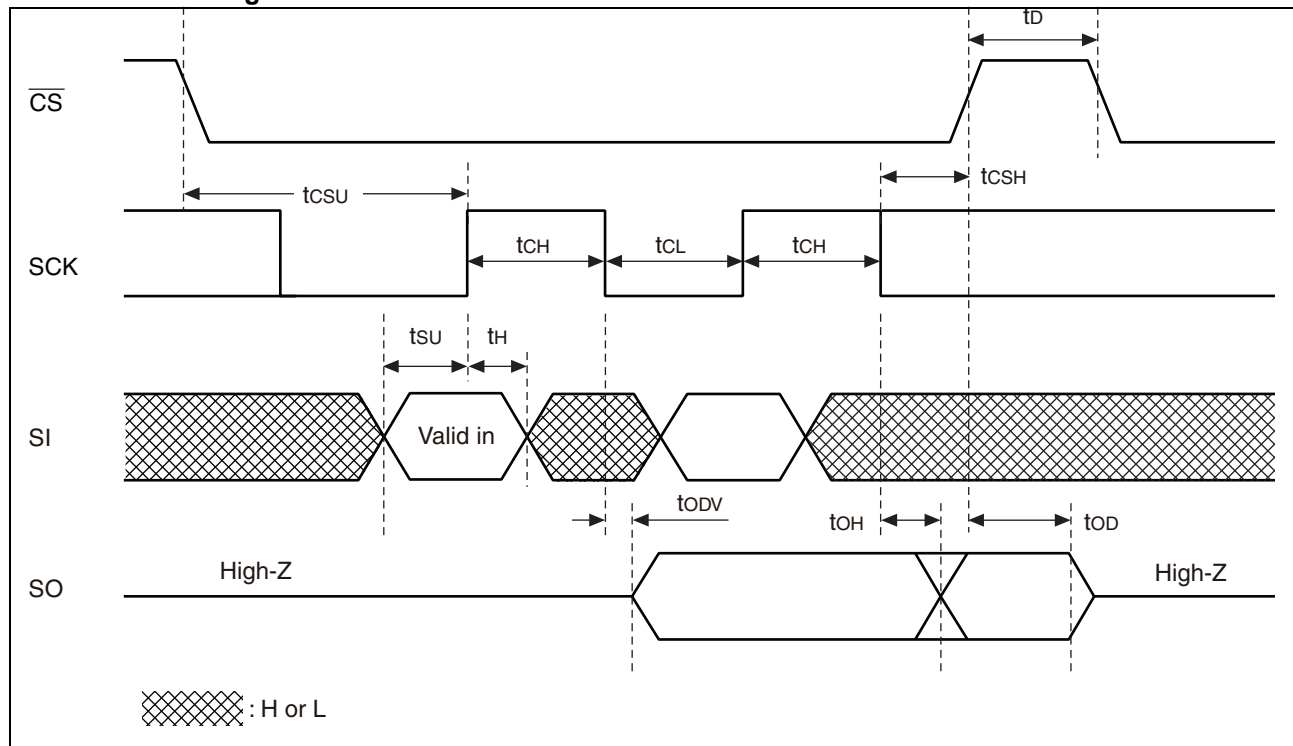 g
tD
CS
tCSH
tCSU
SCK
tCH
tCL
tCH
tSU
tH
SI
Valid in
tODV
tOH
tOD
SO
High-Z
High-Z
: H or L